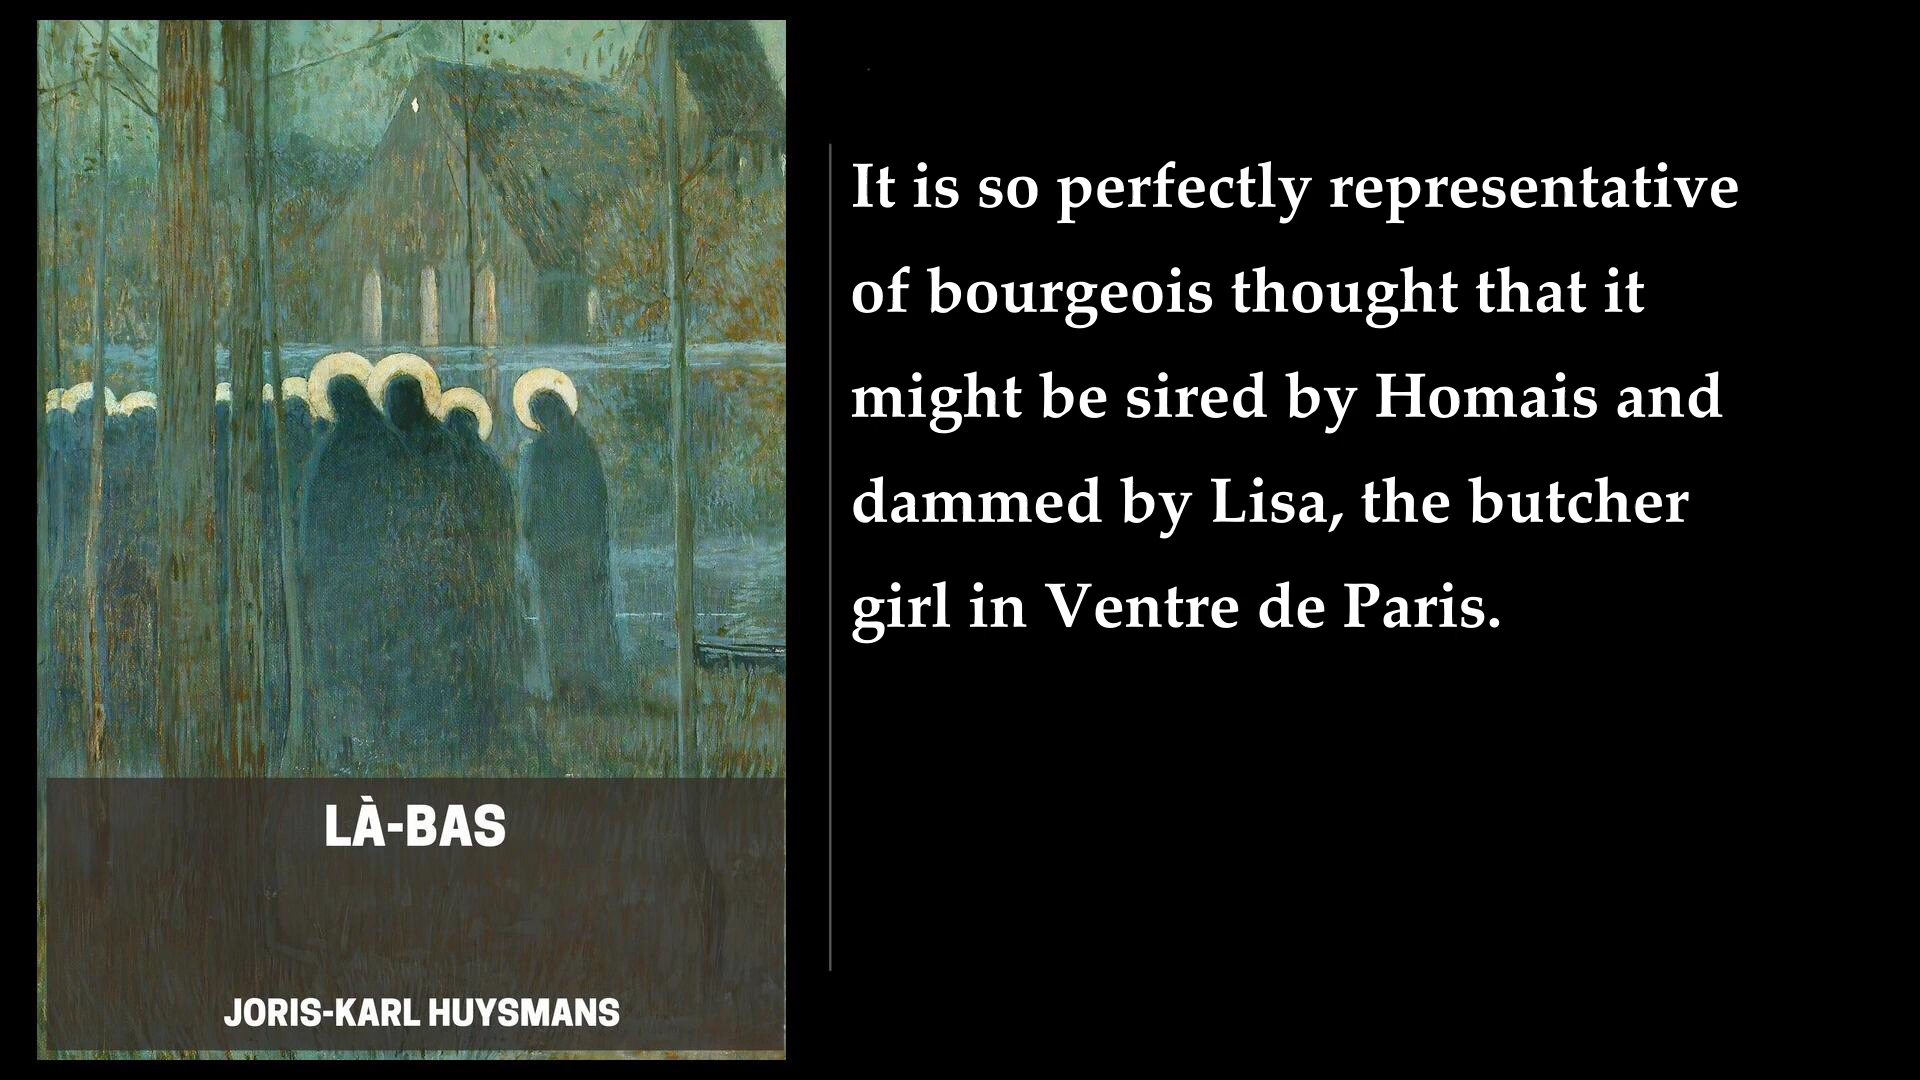 LÀ-BAS
JORIS-KARL HUYSMANS
It is so perfectly representative
of bourgeois thought that it
might be sired by Homais and
dammed by Lisa, the butcher
girl in Ventre de Paris.